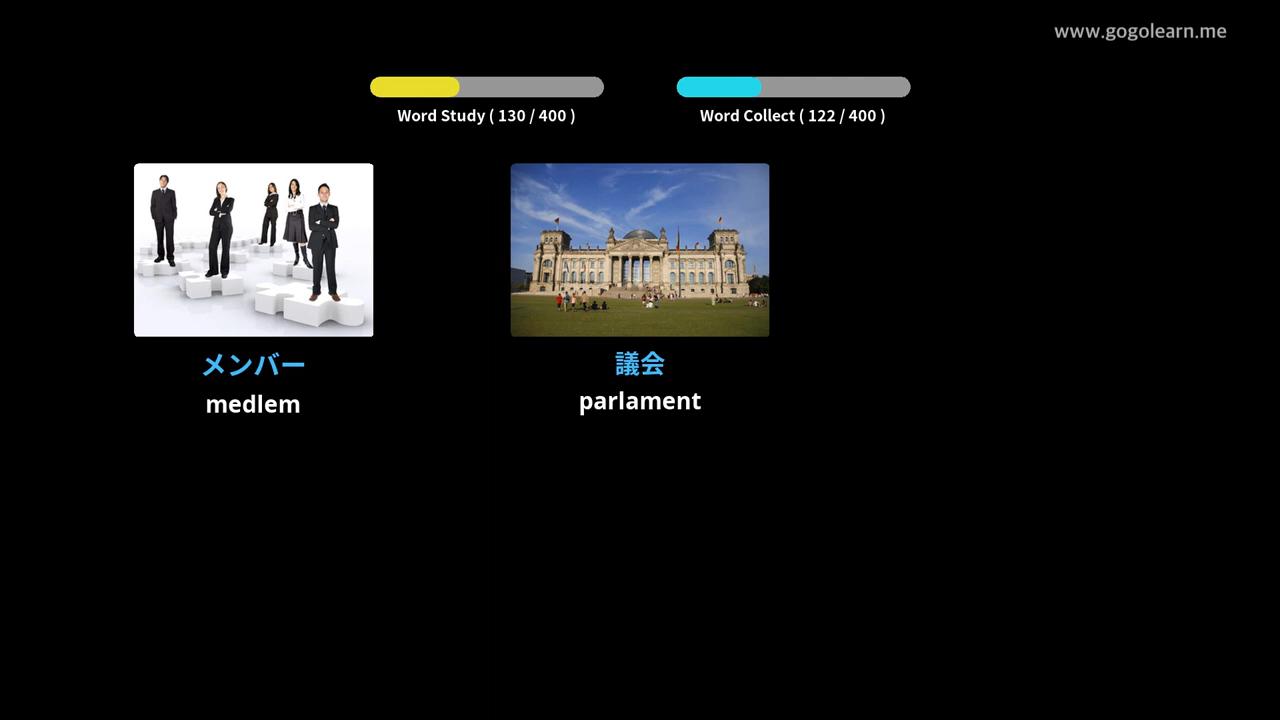 www.gogolearn.me
Word Study ( 130 / 400 )
Word Collect ( 122 / 400 )
メンバー
medlem
議会
parlament